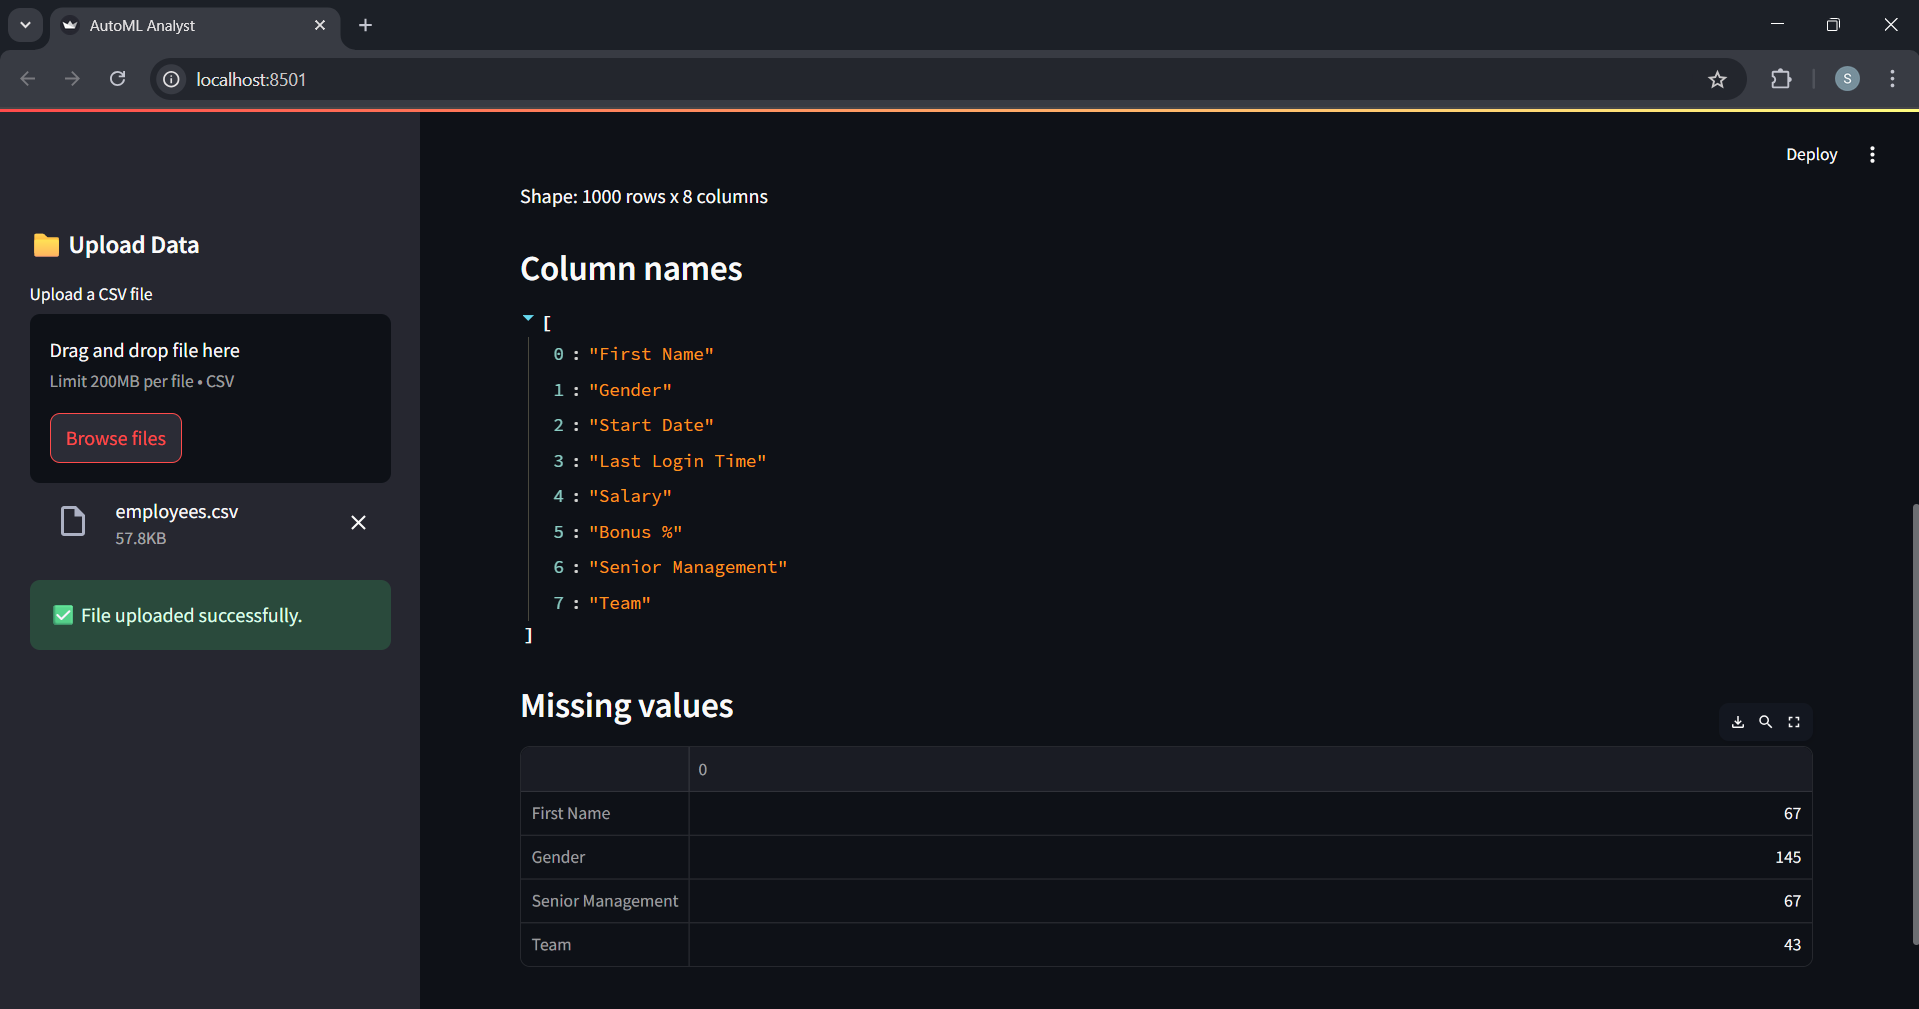 AutoML Analyst
localhost:8501
S
Deploy
📁 Upload Data
Upload a CSV file
Drag and drop file here
Limit 200MB per file • CSV
Browse files
employees.csv
57.8KB
✅ File uploaded successfully.
Shape: 1000 rows x 8 columns
Column names
[
0 : "First Name"
1 : "Gender"
2 : "Start Date"
3 : "Last Login Time"
4 : "Salary"
5 : "Bonus %"
6 : "Senior Management"
7 : "Team"
]
Missing values
0
First Name 67
Gender 145
Senior Management 67
Team 43